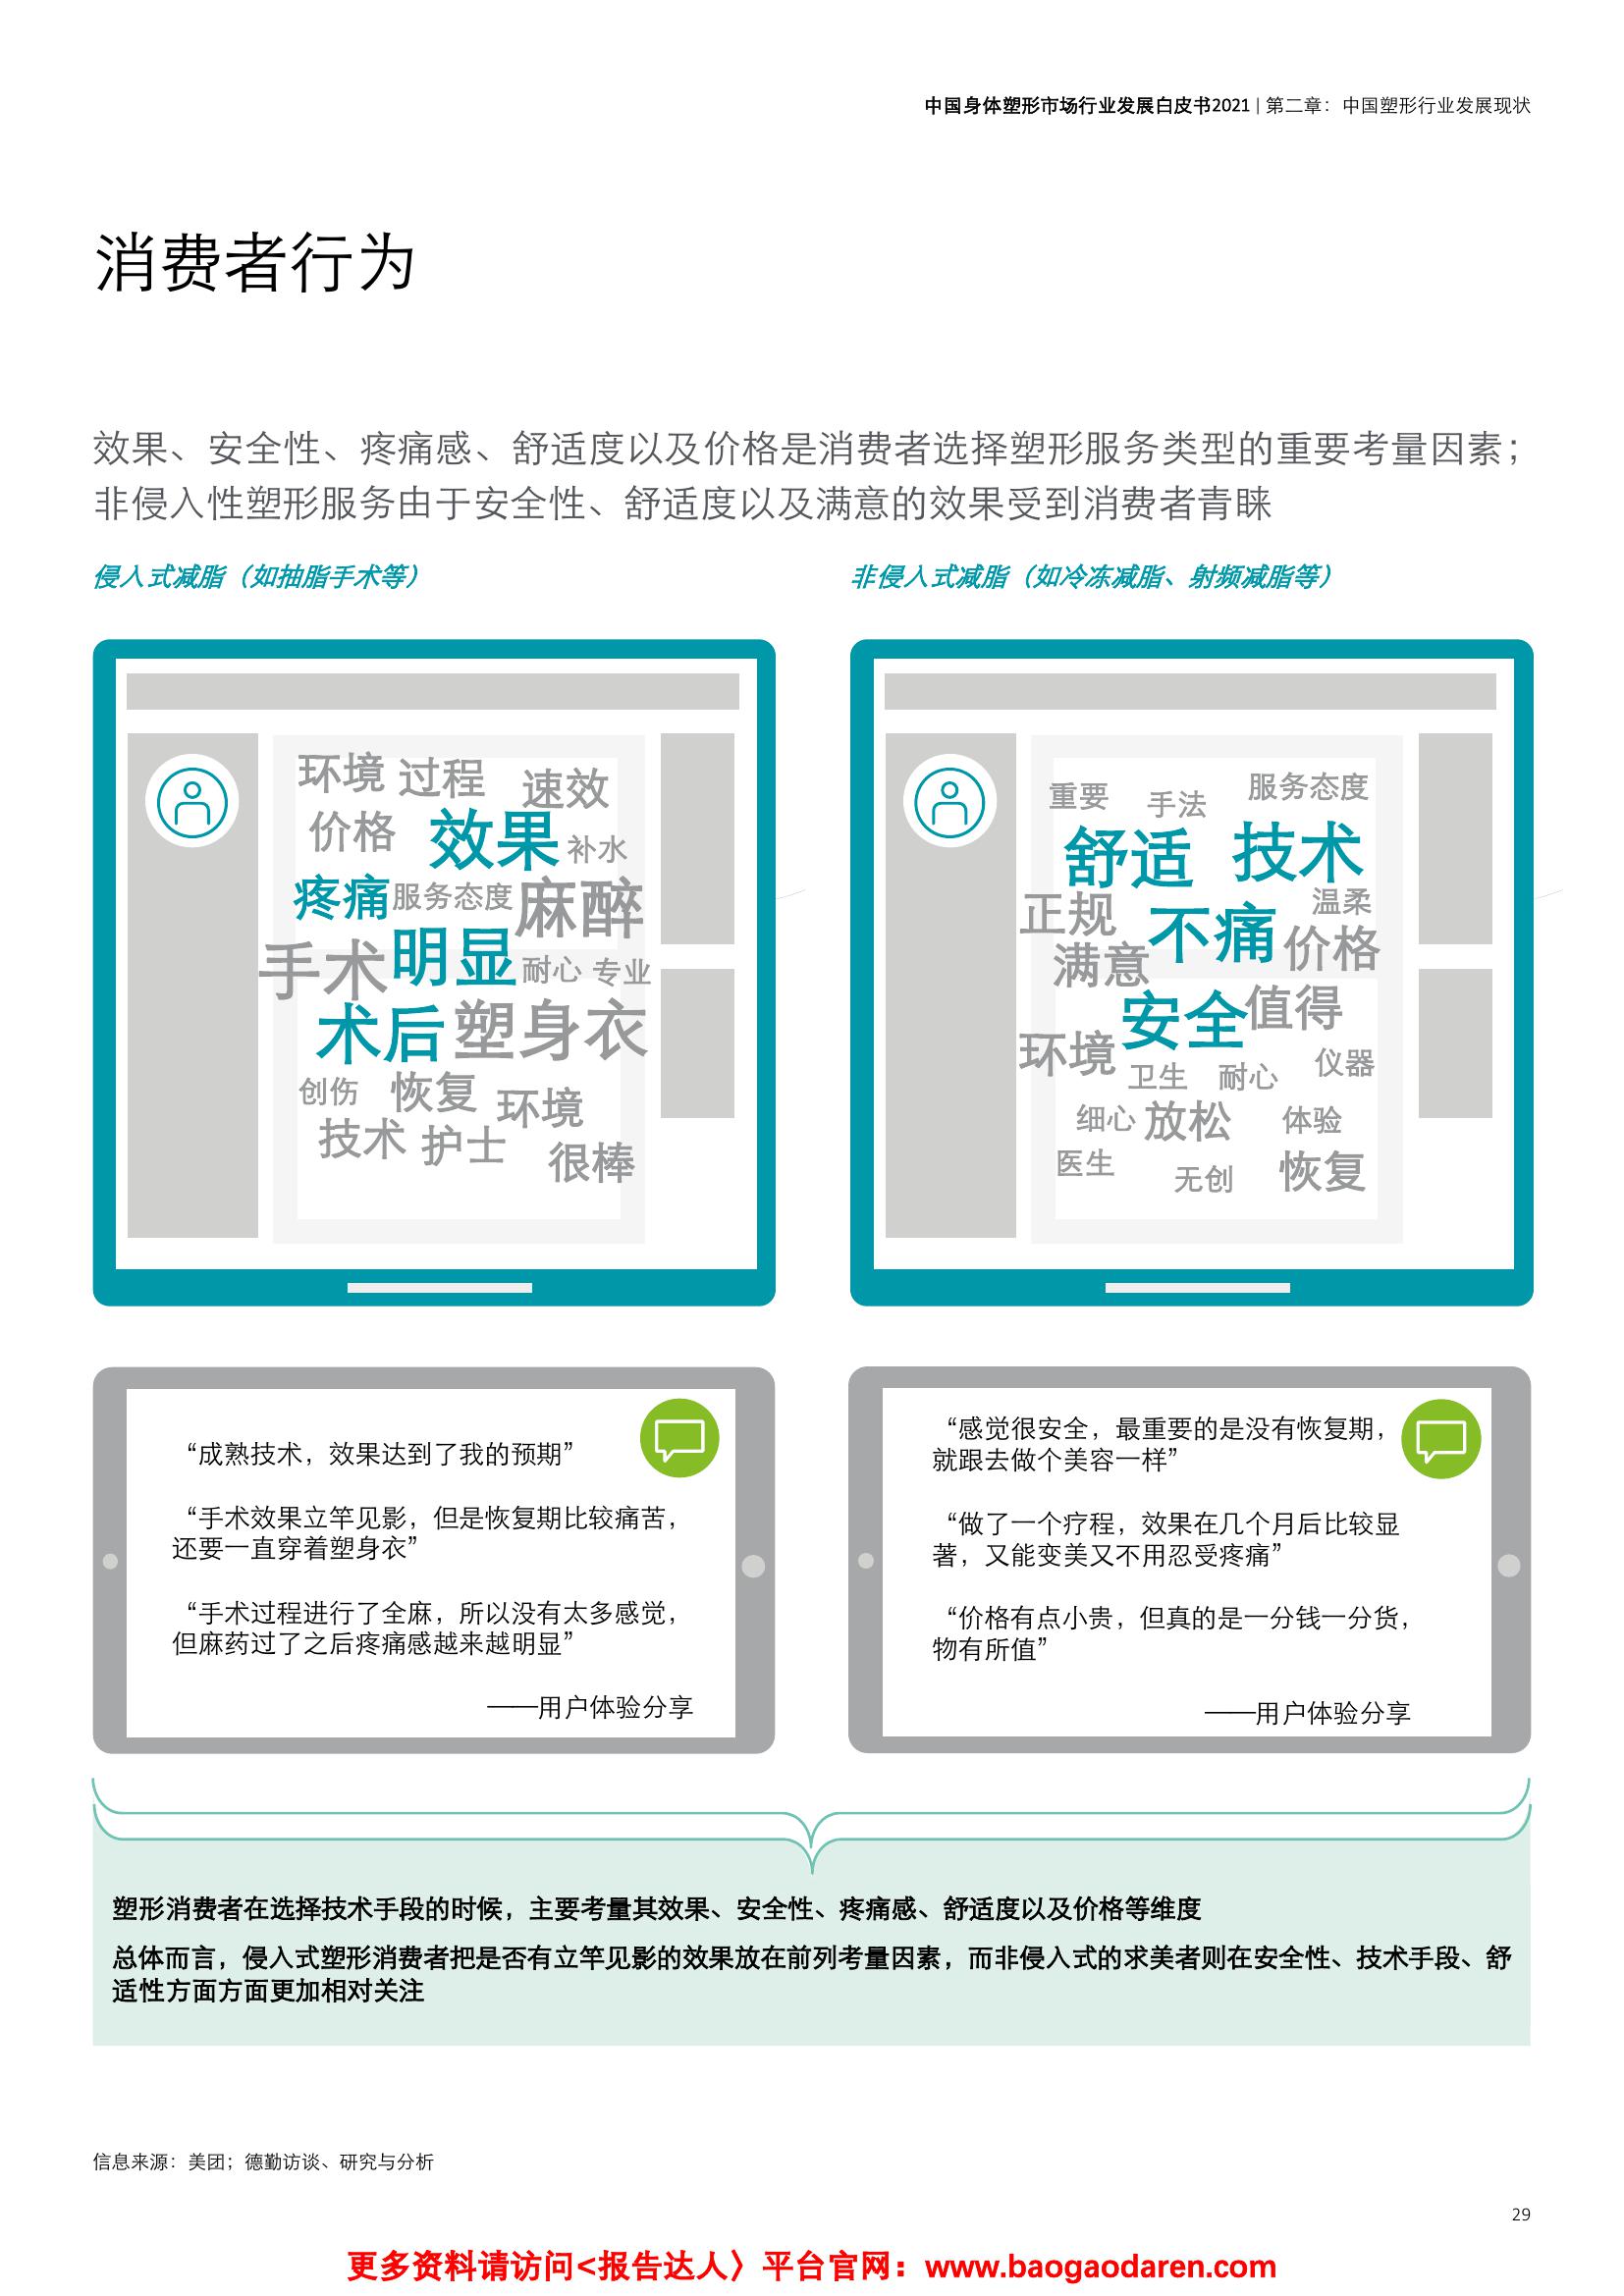 中国身体塑形市场行业发展白皮书2021 | 第二章：中国塑形行业发展现状
消费者行为
效果、安全性、疼痛感、舒适度以及价格是消费者选择塑形服务类型的重要考量因素；
非侵入性塑形服务由于安全性、舒适度以及满意的效果受到消费者青睐
侵入式减脂（如抽脂手术等）
环境 过程 速效
价格 效果 补水
疼痛 服务态度 麻醉
手术 明显 耐心 专业
术后 塑身衣
创伤 恢复 环境
技术 护士 很棒
非侵入式减脂（如冷冻减脂、射频减脂等）
重要 手法 服务态度
舒适 技术
正规 不痛 温柔
满意 价格
安全 值得
环境 卫生 耐心 仪器
细心 放松 体验
医生 无创 恢复
“成熟技术，效果达到了我的预期”
“手术效果立竿见影，但是恢复期比较痛苦，
还要一直穿着塑身衣”
“手术过程进行了全麻，所以没有太多感觉，
但麻药过了之后疼痛感越来越明显”
——用户体验分享
“感觉很安全，最重要的是没有恢复期，
就跟去做个美容一样”
“做了一个疗程，效果在几个月后比较显
著，又能变美又不用忍受疼痛”
“价格有点小贵，但真的是一分钱一分货，
物有所值”
——用户体验分享
塑形消费者在选择技术手段的时候，主要考量其效果、安全性、疼痛感、舒适度以及价格等维度
总体而言，侵入式塑形消费者把是否有立竿见影的效果放在前列考量因素，而非侵入式的求美者则在安全性、技术手段、舒
适性方面方面更加相对关注
信息来源：美团；德勤访谈、研究与分析
29
更多资料请访问<报告达人〉平台官网：www.baogaodaren.com